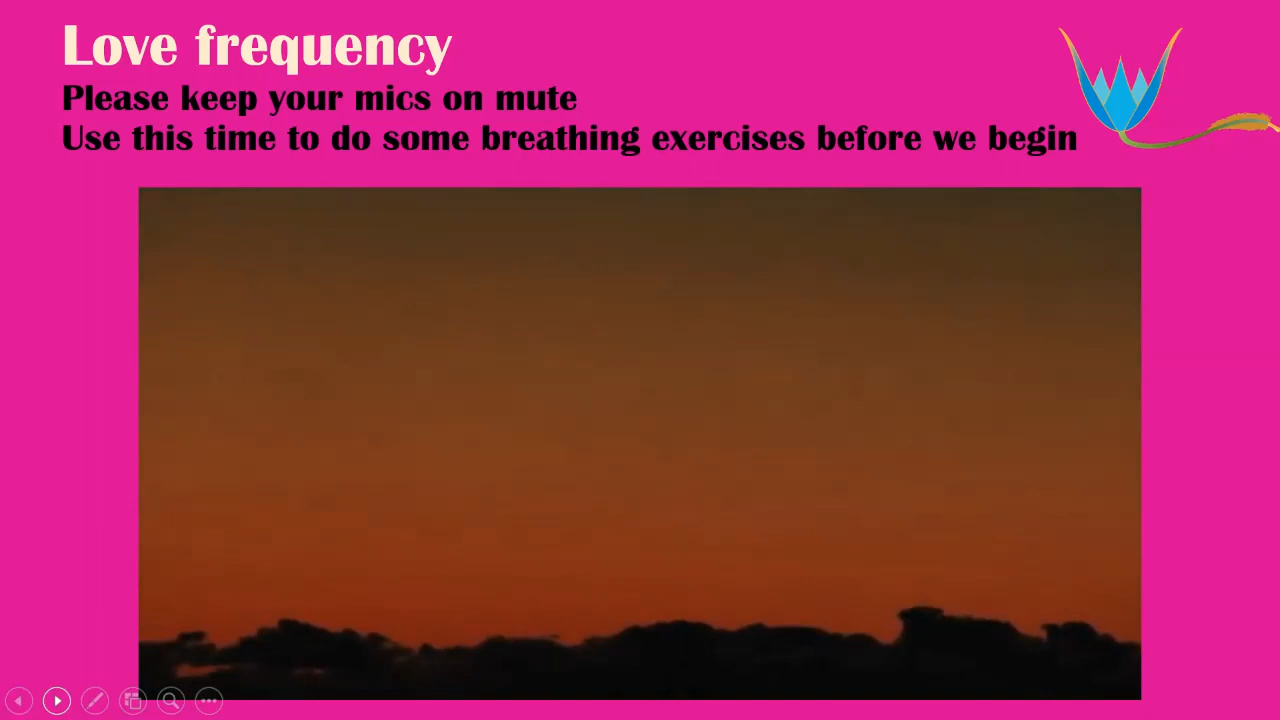 Love frequency
Please keep your mics on mute
Use this time to do some breathing exercises before we begin